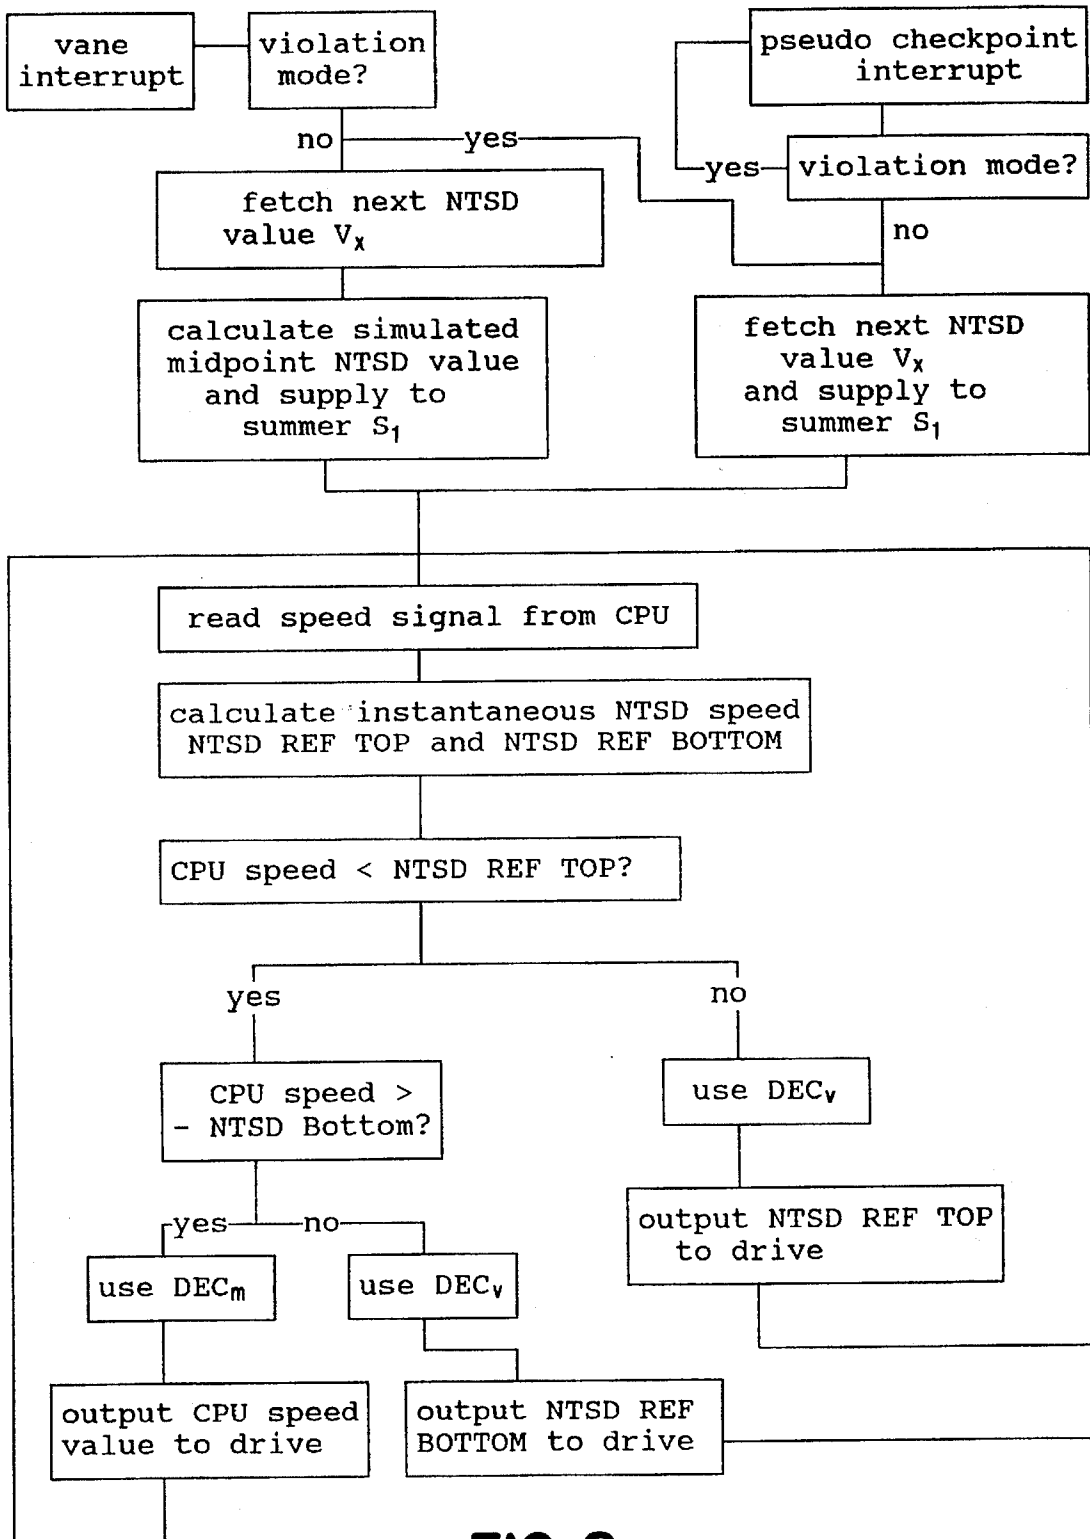 vane
interrupt
violation
mode?
pseudo checkpoint
interrupt
no
yes
yes
violation mode?
no
fetch next NTSD
value Vx
calculate simulated
midpoint NTSD value
and supply to
summer S1
fetch next NTSD
value Vx
and supply to
summer S1
read speed signal from CPU
calculate instantaneous NTSD speed
NTSD REF TOP and NTSD REF BOTTOM
CPU speed < NTSD REF TOP?
yes
no
CPU speed >
- NTSD Bottom?
use DECv
yes
no
output NTSD REF TOP
to drive
use DECm
use DECv
output CPU speed
value to drive
output NTSD REF
BOTTOM to drive